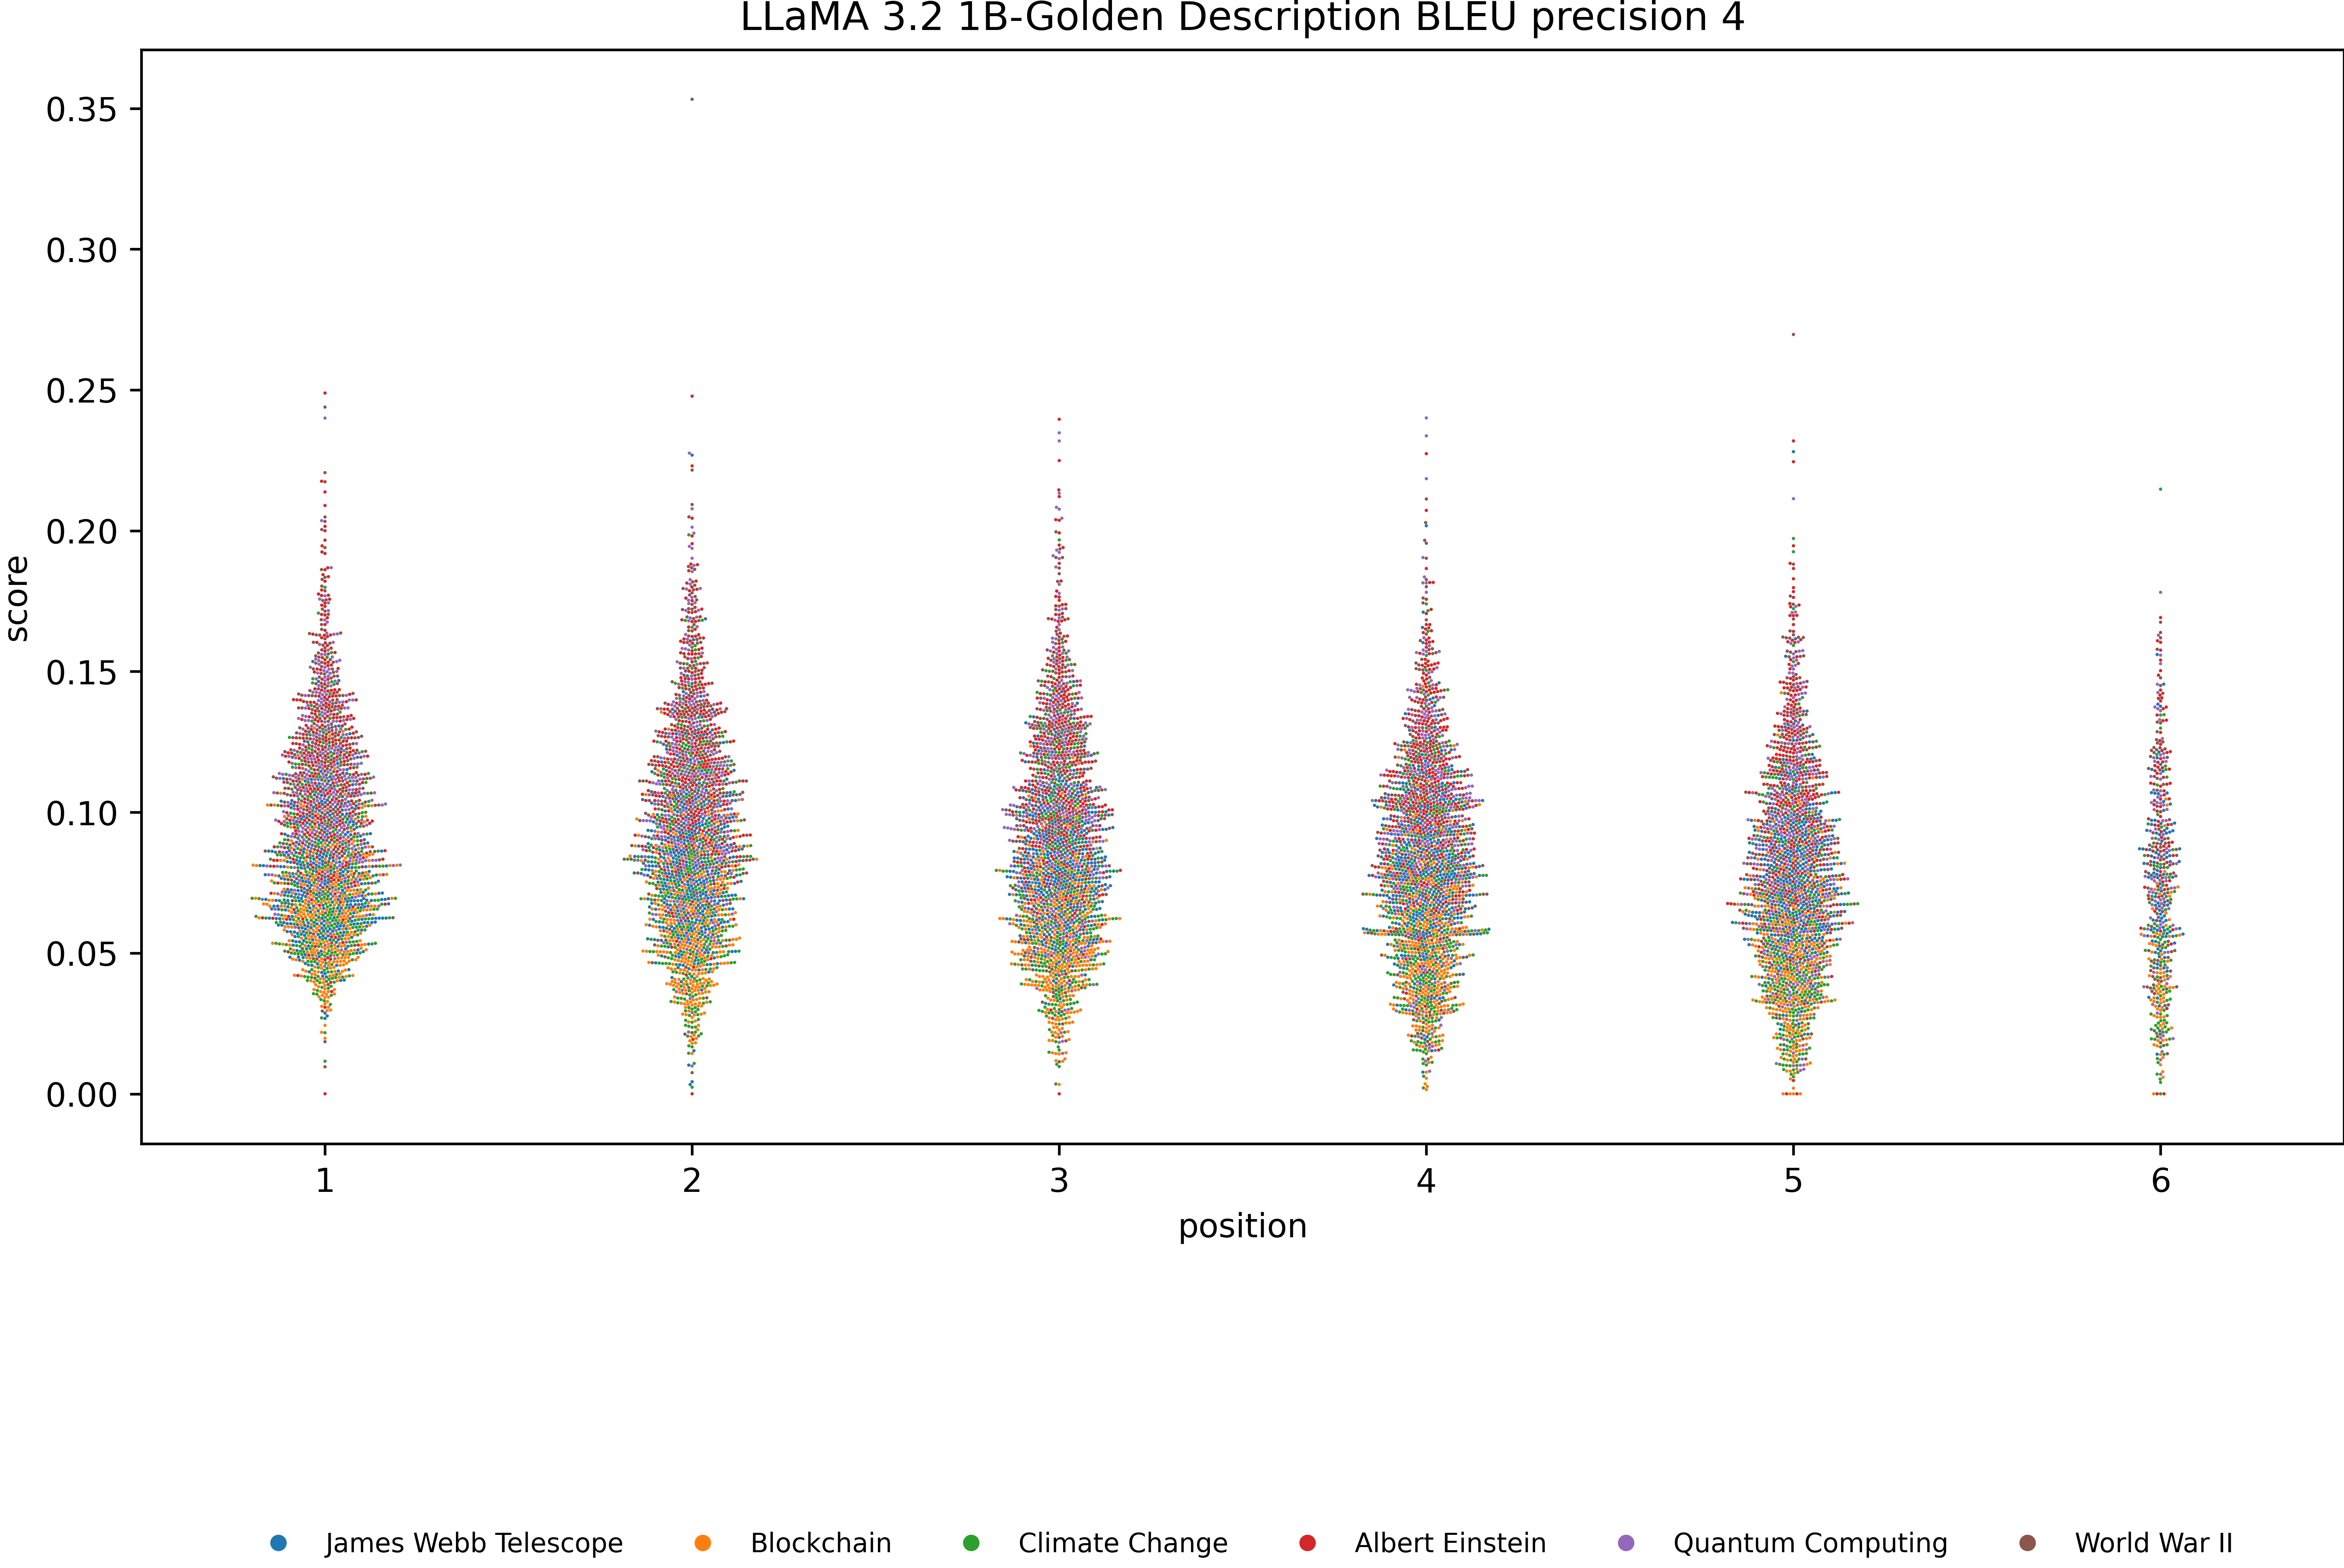 LLaMA 3.2 1B-Golden Description BLEU precision 4
0.35
0.30
0.25
0.20
0.15
0.10
0.05
0.00
score
1 2 3 4 5 6
position
James Webb Telescope Blockchain Climate Change Albert Einstein Quantum Computing World War II